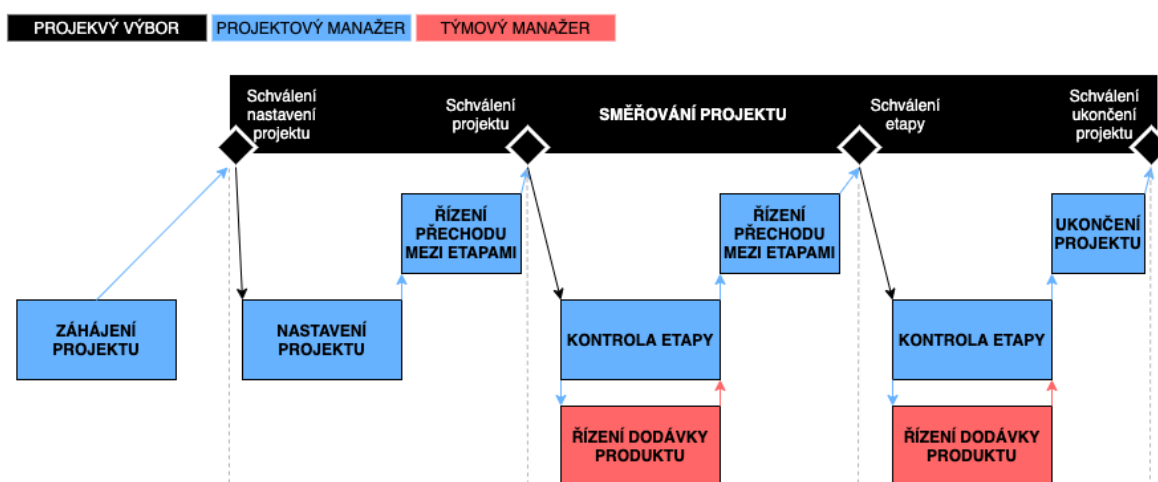 PROJEKVÝ VÝBOR
PROJEKTOVÝ MANAŽER
TÝMOVÝ MANAŽER
Schválení
nastavení
projektu
Schválení
projektu
SMĚŘOVÁNÍ PROJEKTU
Schválení
etapy
Schválení
ukončení
projektu
ŘÍZENÍ
PŘECHODU
MEZI ETAPAMI
ŘÍZENÍ
PŘECHODU
MEZI ETAPAMI
UKONČENÍ
PROJEKTU
ZÁHÁJENÍ
PROJEKTU
NASTAVENÍ
PROJEKTU
KONTROLA ETAPY
KONTROLA ETAPY
ŘÍZENÍ DODÁVKY
PRODUKTU
ŘÍZENÍ DODÁVKY
PRODUKTU